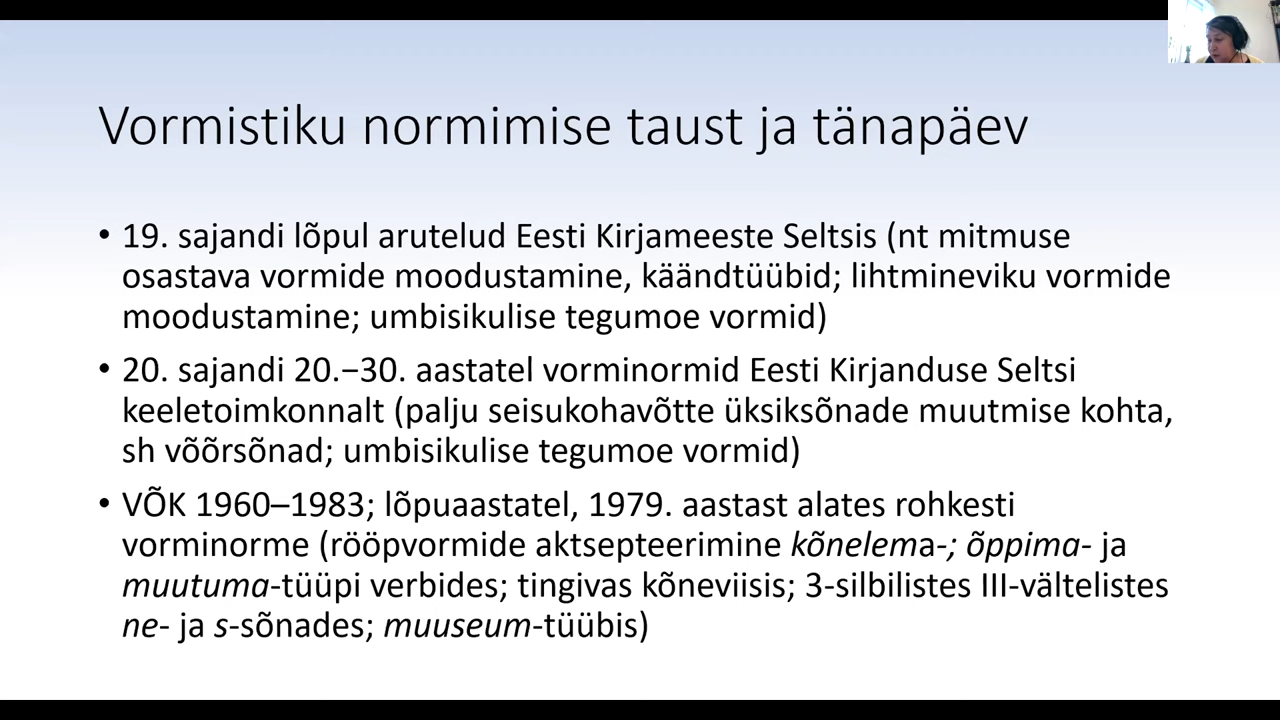 Vormistiku normimise taust ja tänapäev
• 19. sajandi lõpul arutelud Eesti Kirjameeste Seltsis (nt mitmuse
osastava vormide moodustamine, käändtüübid; lihtmineviku vormide
moodustamine; umbisikulise tegumoe vormid)
• 20. sajandi 20.–30. aastatel vorminormid Eesti Kirjanduse Seltsi
keeletoimkonnalt (palju seisukohavõtte üksiksõnade muutmise kohta,
sh võõrsõnad; umbisikulise tegumoe vormid)
• VÕK 1960–1983; lõpuaastatel, 1979. aastast alates rohkesti
vorminorme (rööpvormide aktsepteerimine kõnelema-; õppima- ja
muutuma-tüüpi verbides; tingivas kõneviisis; 3-silbilistes III-vältelistes
ne- ja s-sõnades; muuseum-tüübis)